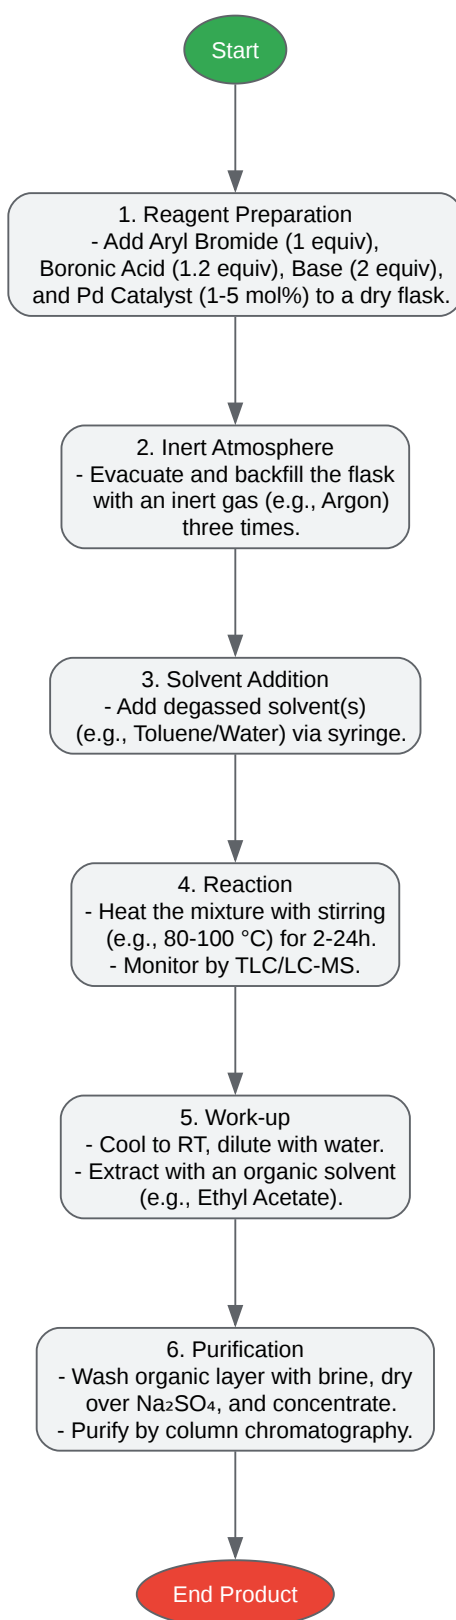 Start
1. Reagent Preparation
- Add Aryl Bromide (1 equiv),
Boronic Acid (1.2 equiv), Base (2 equiv),
and Pd Catalyst (1-5 mol%) to a dry flask.
2. Inert Atmosphere
- Evacuate and backfill the flask
with an inert gas (e.g., Argon)
three times.
3. Solvent Addition
- Add degassed solvent(s)
(e.g., Toluene/Water) via syringe.
4. Reaction
- Heat the mixture with stirring
(e.g., 80-100 °C) for 2-24h.
- Monitor by TLC/LC-MS.
5. Work-up
- Cool to RT, dilute with water.
- Extract with an organic solvent
(e.g., Ethyl Acetate).
6. Purification
- Wash organic layer with brine, dry
over Na₂SO₄, and concentrate.
- Purify by column chromatography.
End Product